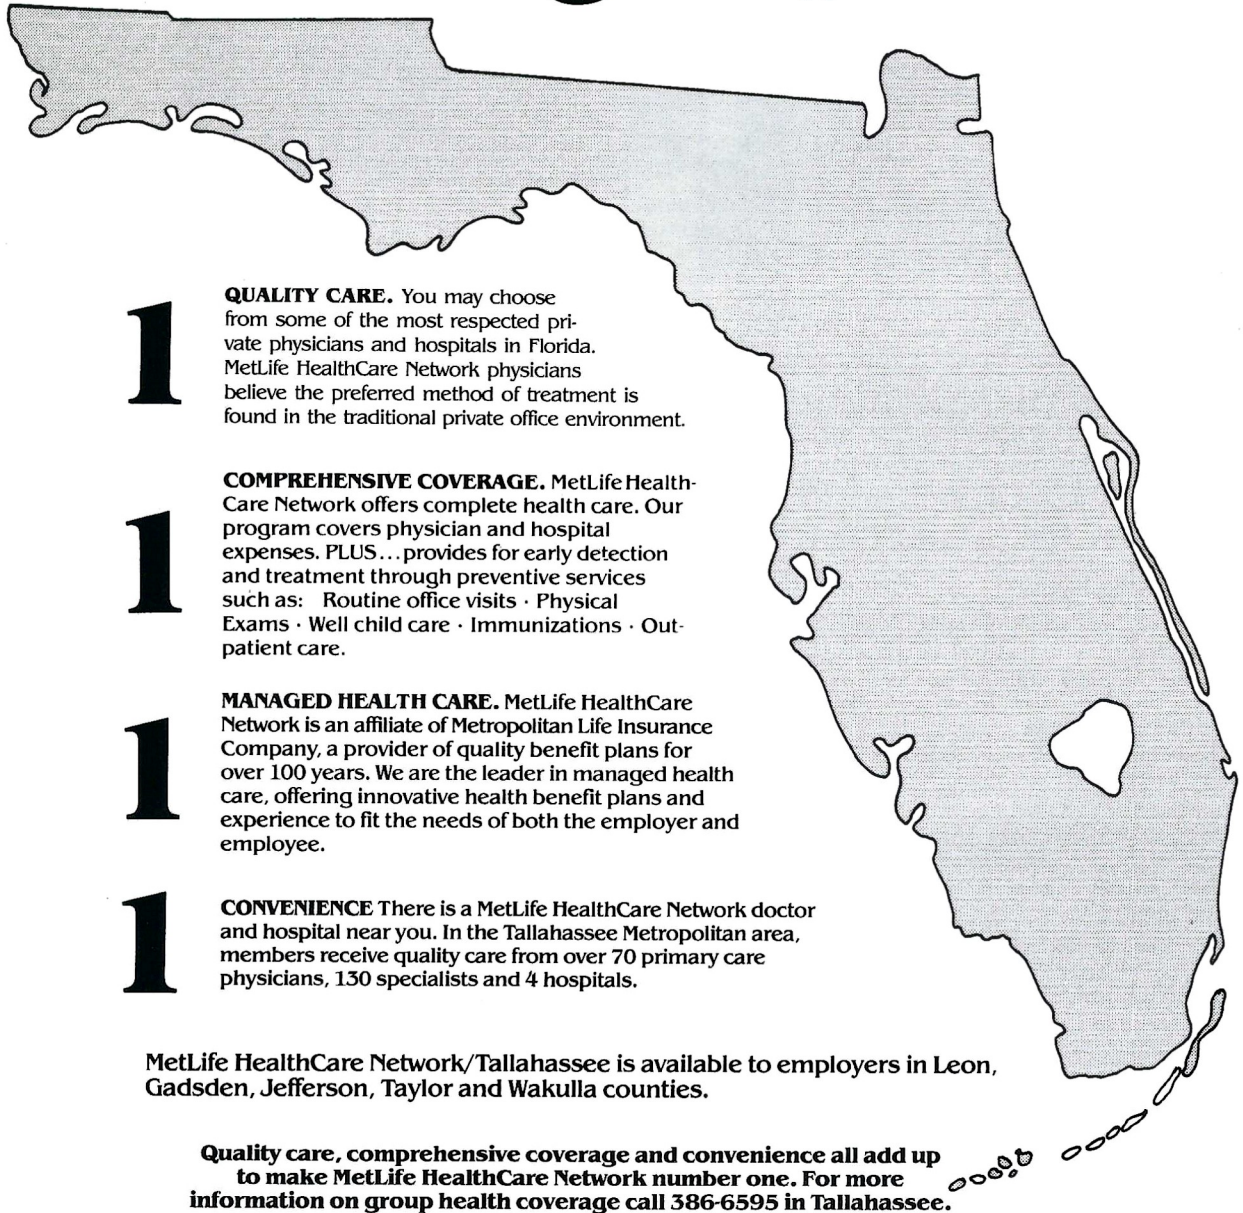 1
QUALITY CARE. You may choose
from some of the most respected pri-
vate physicians and hospitals in Florida.
MetLife HealthCare Network physicians
believe the preferred method of treatment is
found in the traditional private office environment.
1
COMPREHENSIVE COVERAGE. MetLife Health-
Care Network offers complete health care. Our
program covers physician and hospital
expenses. PLUS...provides for early detection
and treatment through preventive services
such as: Routine office visits · Physical
Exams · Well child care · Immunizations · Out-
patient care.
1
MANAGED HEALTH CARE. MetLife HealthCare
Network is an affiliate of Metropolitan Life Insurance
Company, a provider of quality benefit plans for
over 100 years. We are the leader in managed health
care, offering innovative health benefit plans and
experience to fit the needs of both the employer and
employee.
1
CONVENIENCE There is a MetLife HealthCare Network doctor
and hospital near you. In the Tallahassee Metropolitan area,
members receive quality care from over 70 primary care
physicians, 130 specialists and 4 hospitals.
MetLife HealthCare Network/Tallahassee is available to employers in Leon,
Gadsden, Jefferson, Taylor and Wakulla counties.
Quality care, comprehensive coverage and convenience all add up
to make MetLife HealthCare Network number one. For more
information on group health coverage call 386-6595 in Tallahassee.